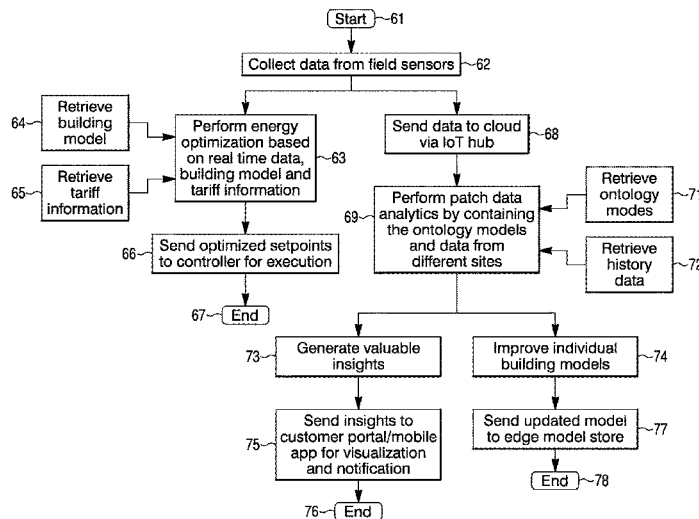 Start
61
Collect data from field sensors
62
64
Retrieve
building
model
Perform energy
optimization based
on real time data,
building model and
tariff information
63
Send data to cloud
via IoT hub
68
65
Retrieve
tariff
information
69
Perform patch data
analytics by containing
the ontology models
and data from
different sites
Retrieve
ontology
modes
71
66
Send optimized setpoints
to controller for execution
Retrieve
history
data
72
67
End
73
Generate valuable
insights
Improve individual
building models
74
75
Send insights to
customer portal/mobile
app for visualization
and notification
Send updated model
to edge model store
77
End
78
76
End